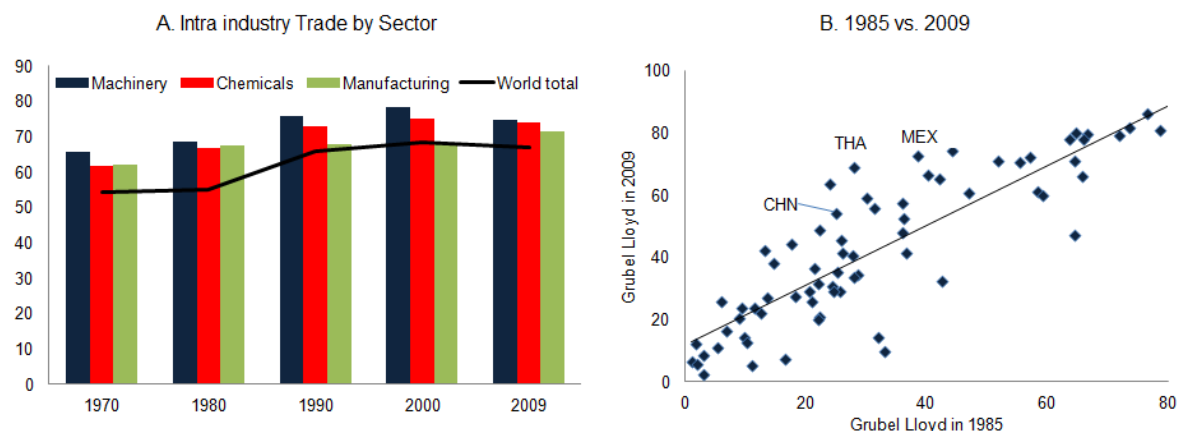 A. Intra industry Trade by Sector
90
80
70
60
50
40
30
20
10
0
Machinery Chemicals Manufacturing World total
1970 1980 1990 2000 2009
B. 1985 vs. 2009
Grubel Lloyd in 2009
100
80
60
40
20
0
THA
MEX
CHN
0 20 40 60 80
Grubel Lloyd in 1985